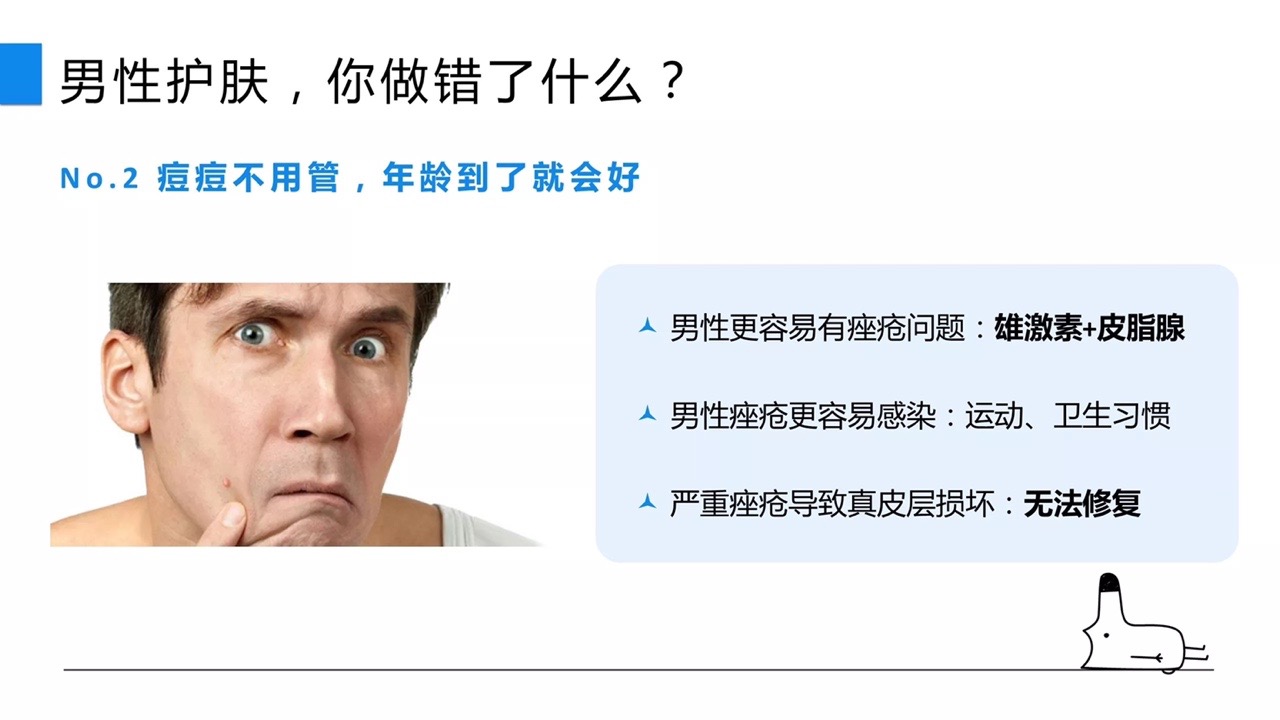 男性护肤，你做错了什么？
No.2 痘痘不用管，年龄到了就会好
男性更容易有痤疮问题：雄激素+皮脂腺
男性痤疮更容易感染：运动、卫生习惯
严重痤疮导致真皮层损坏：无法修复